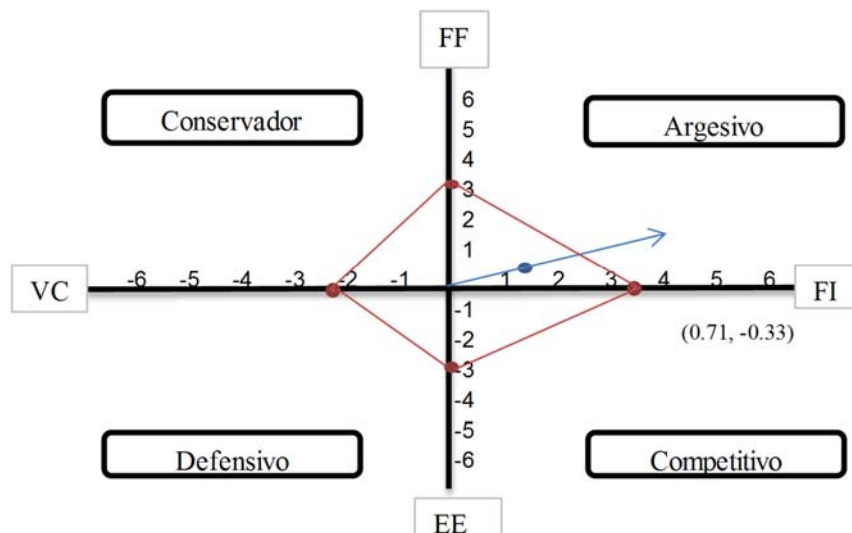 FF
Conservador
Argesivo
6
5
4
3
2
1
VC
-6 -5 -4 -3 -2 -1 1 2 3 4 5 6
FI
-1
-2
-3
-4
-5
-6
(0.71, -0.33)
Defensivo
Competitivo
EE